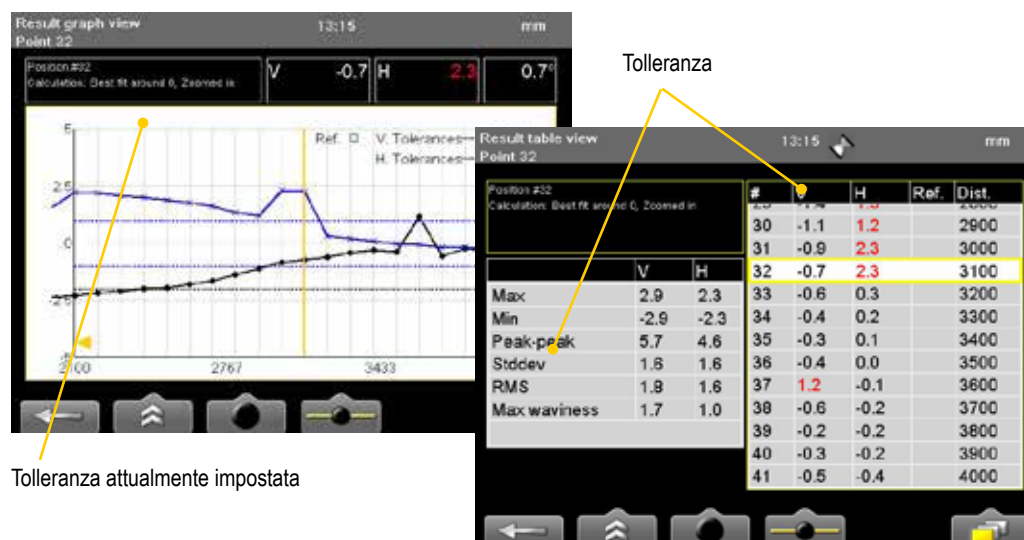 Result graph view 13:15 mm
Point 32
Position #32
Calculation: Best fit around 0, Zoomed in
V -0.7 H 2.3 0.7°
Ref. V. Tolerances
H. Tolerances
5
2.5
.0
-2.5
2100 2767 3433
Tolleranza attualmente impostata
Tolleranza
Result table view 13:15 mm
Point 32
Position #32
Calculation: Best fit around 0, Zoomed in
V H
Max 2.9 2.3
Min -2.9 -2.3
Peak-peak 5.7 4.6
Stddev 1.6 1.6
RMS 1.8 1.6
Max waviness 1.7 1.0
# V H Ref. Dist.
30 -1.1 1.2 2900
31 -0.9 2.3 3000
32 -0.7 2.3 3100
33 -0.6 0.3 3200
34 -0.4 0.2 3300
35 -0.3 0.1 3400
36 -0.4 0.0 3500
37 1.2 -0.1 3600
38 -0.6 -0.2 3700
39 -0.2 -0.2 3800
40 -0.3 -0.2 3900
41 -0.5 -0.4 4000